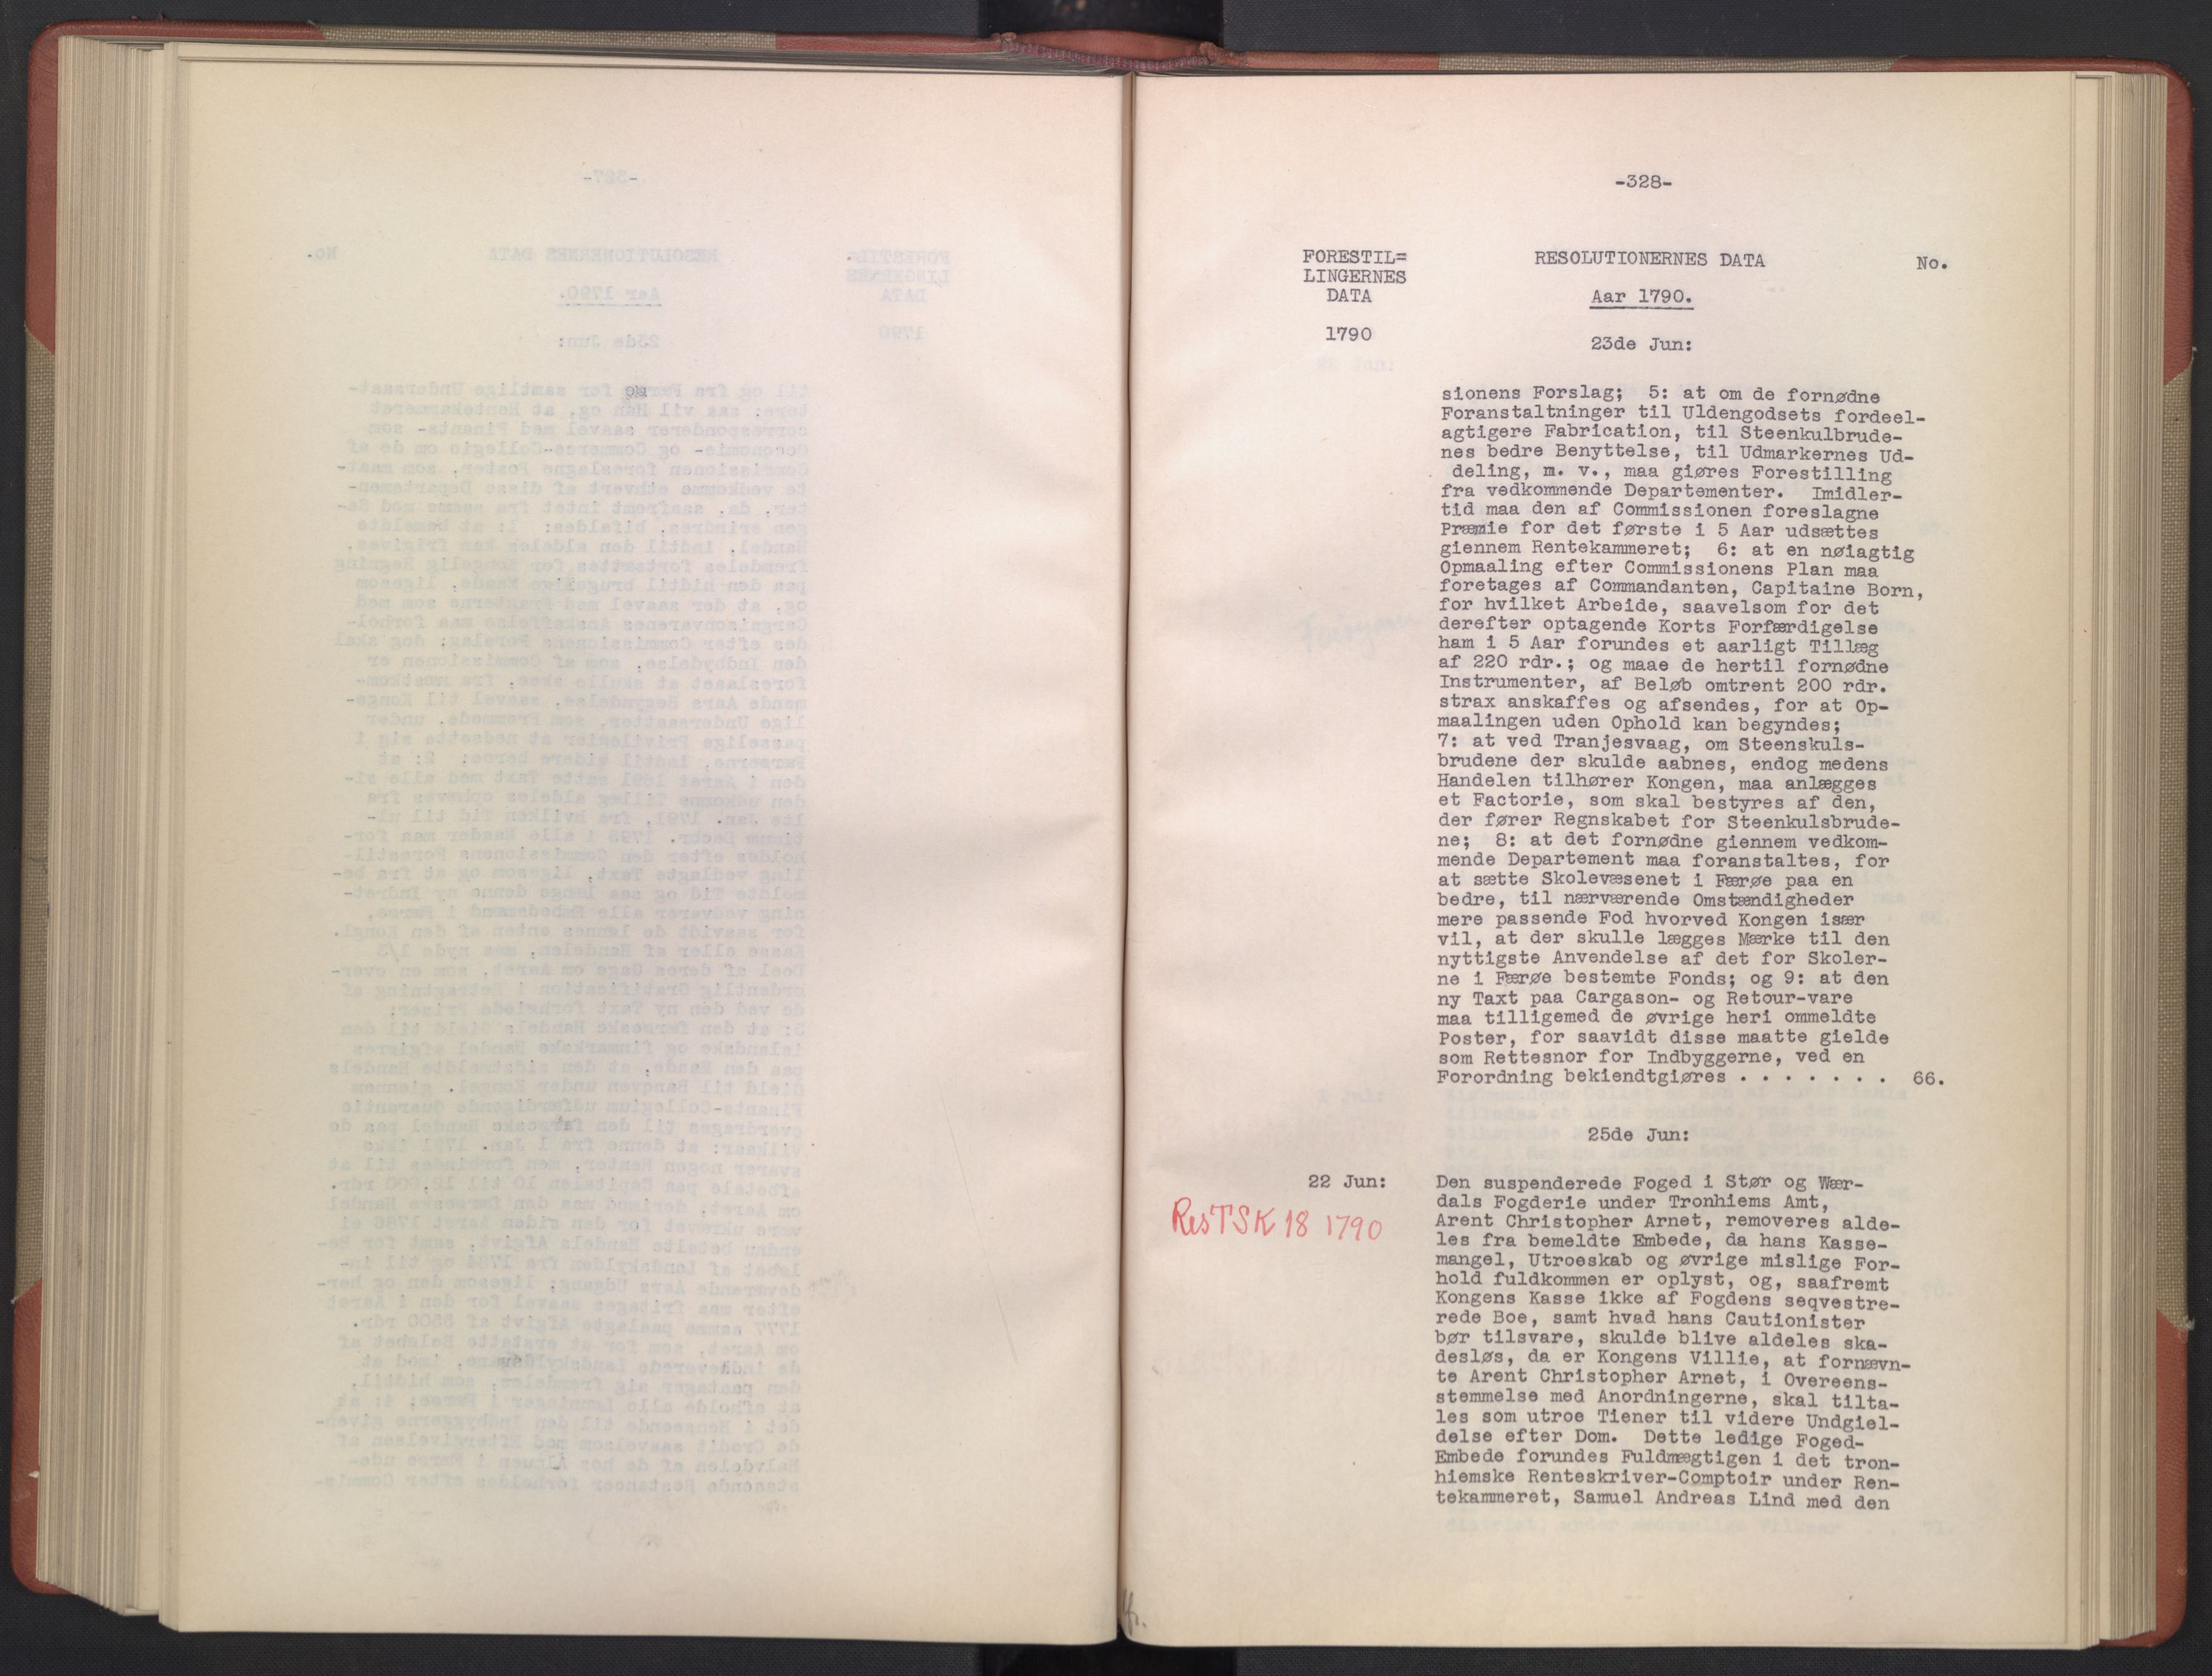 -328-
FORESTIL=
LINGERNES
DATA
RESOLUTIONERNES DATA
No.
Aar 1790.
1790
23de Jun:
sionens Forslag;  5: at om de fornødne
Foranstaltninger til Uldengodsets fordeel-
agtigere Fabrication, til Steenkulbrude-
nes bedre Benyttelse, til Udmarkernes Ud-
deling, m. v., maa giøres Forestilling
fra vedkommende Departementer.  Imidler-
tid maa den af Commissionen foreslagne
Præmie for det første i 5 Aar udsættes
giennem Rentekammeret;  6: at en nøiagtig
Opmaaling efter Commissionens Plan maa
foretages af Commandanten, Capitaine Born,
for hvilket Arbeide, saavelsom for det
derefter optagende Korts Forfærdigelse
ham i 5 Aar forundes et aarligt Tillæg
af 220 rdr.; og maae de hertil fornødne
Instrumenter, af Beløb omtrent 200 rdr.
strax anskaffes og afsendes, for at Op-
maalingen uden Ophold kan begyndes;
7: at ved Tranjesvaag, om Steenskuls-
brudene der skulde aabnes, endog medens
Handelen tilhører Kongen, maa anlægges
et Factorie, som skal bestyres af den,
der fører Regnskabet for Steenkulsbrude-
ne;  8: at det fornødne giennem vedkom-
mende Departement maa foranstaltes, for
at sætte Skolevæsenet i Færøe paa en
bedre, til nærværende Omstændigheder
mere passende Fod hvorved Kongen især
vil, at der skulle lægges Mærke til den
nyttigste Anvendelse af det for Skoler-
ne i Færøe bestemte Fonds; og 9: at den
ny Taxt paa Cargason- og Retour-vare
maa tilligemed de øvrige heri ommeldte
Poster, for saavidt disse maatte gielde
som Rettesnor for Indbyggerne, ved en
Forordning bekiendtgiøres . . . . . . .  66.
25de Jun:
22 Jun:
ResTSK 18 1790
Den suspenderede Foged i Stør og Wær-
dals Fogderie under Tronhiems Amt,
Arent Christopher Arnet, removeres alde-
les fra bemeldte Embede, da hans Kasse-
mangel, Utroeskab og øvrige mislige For-
hold fuldkommen er oplyst, og, saafremt
Kongens Kasse ikke af Fogdens seqvestre-
rede Boe, samt hvad hans Cautionister
bør tilsvare, skulde blive aldeles ska-
desløs, da er Kongens Villie, at fornævn-
te Arent Christopher Arnet, i Overeens-
stemmelse med Anordningerne, skal tilta-
les som utroe Tiener til videre Undgiel-
delse efter Dom.  Dette ledige Foged-
Embede forundes Fuldmægtigen i det tron-
hiemske Renteskriver-Comptoir under Ren-
tekammeret, Samuel Andreas Lind med den